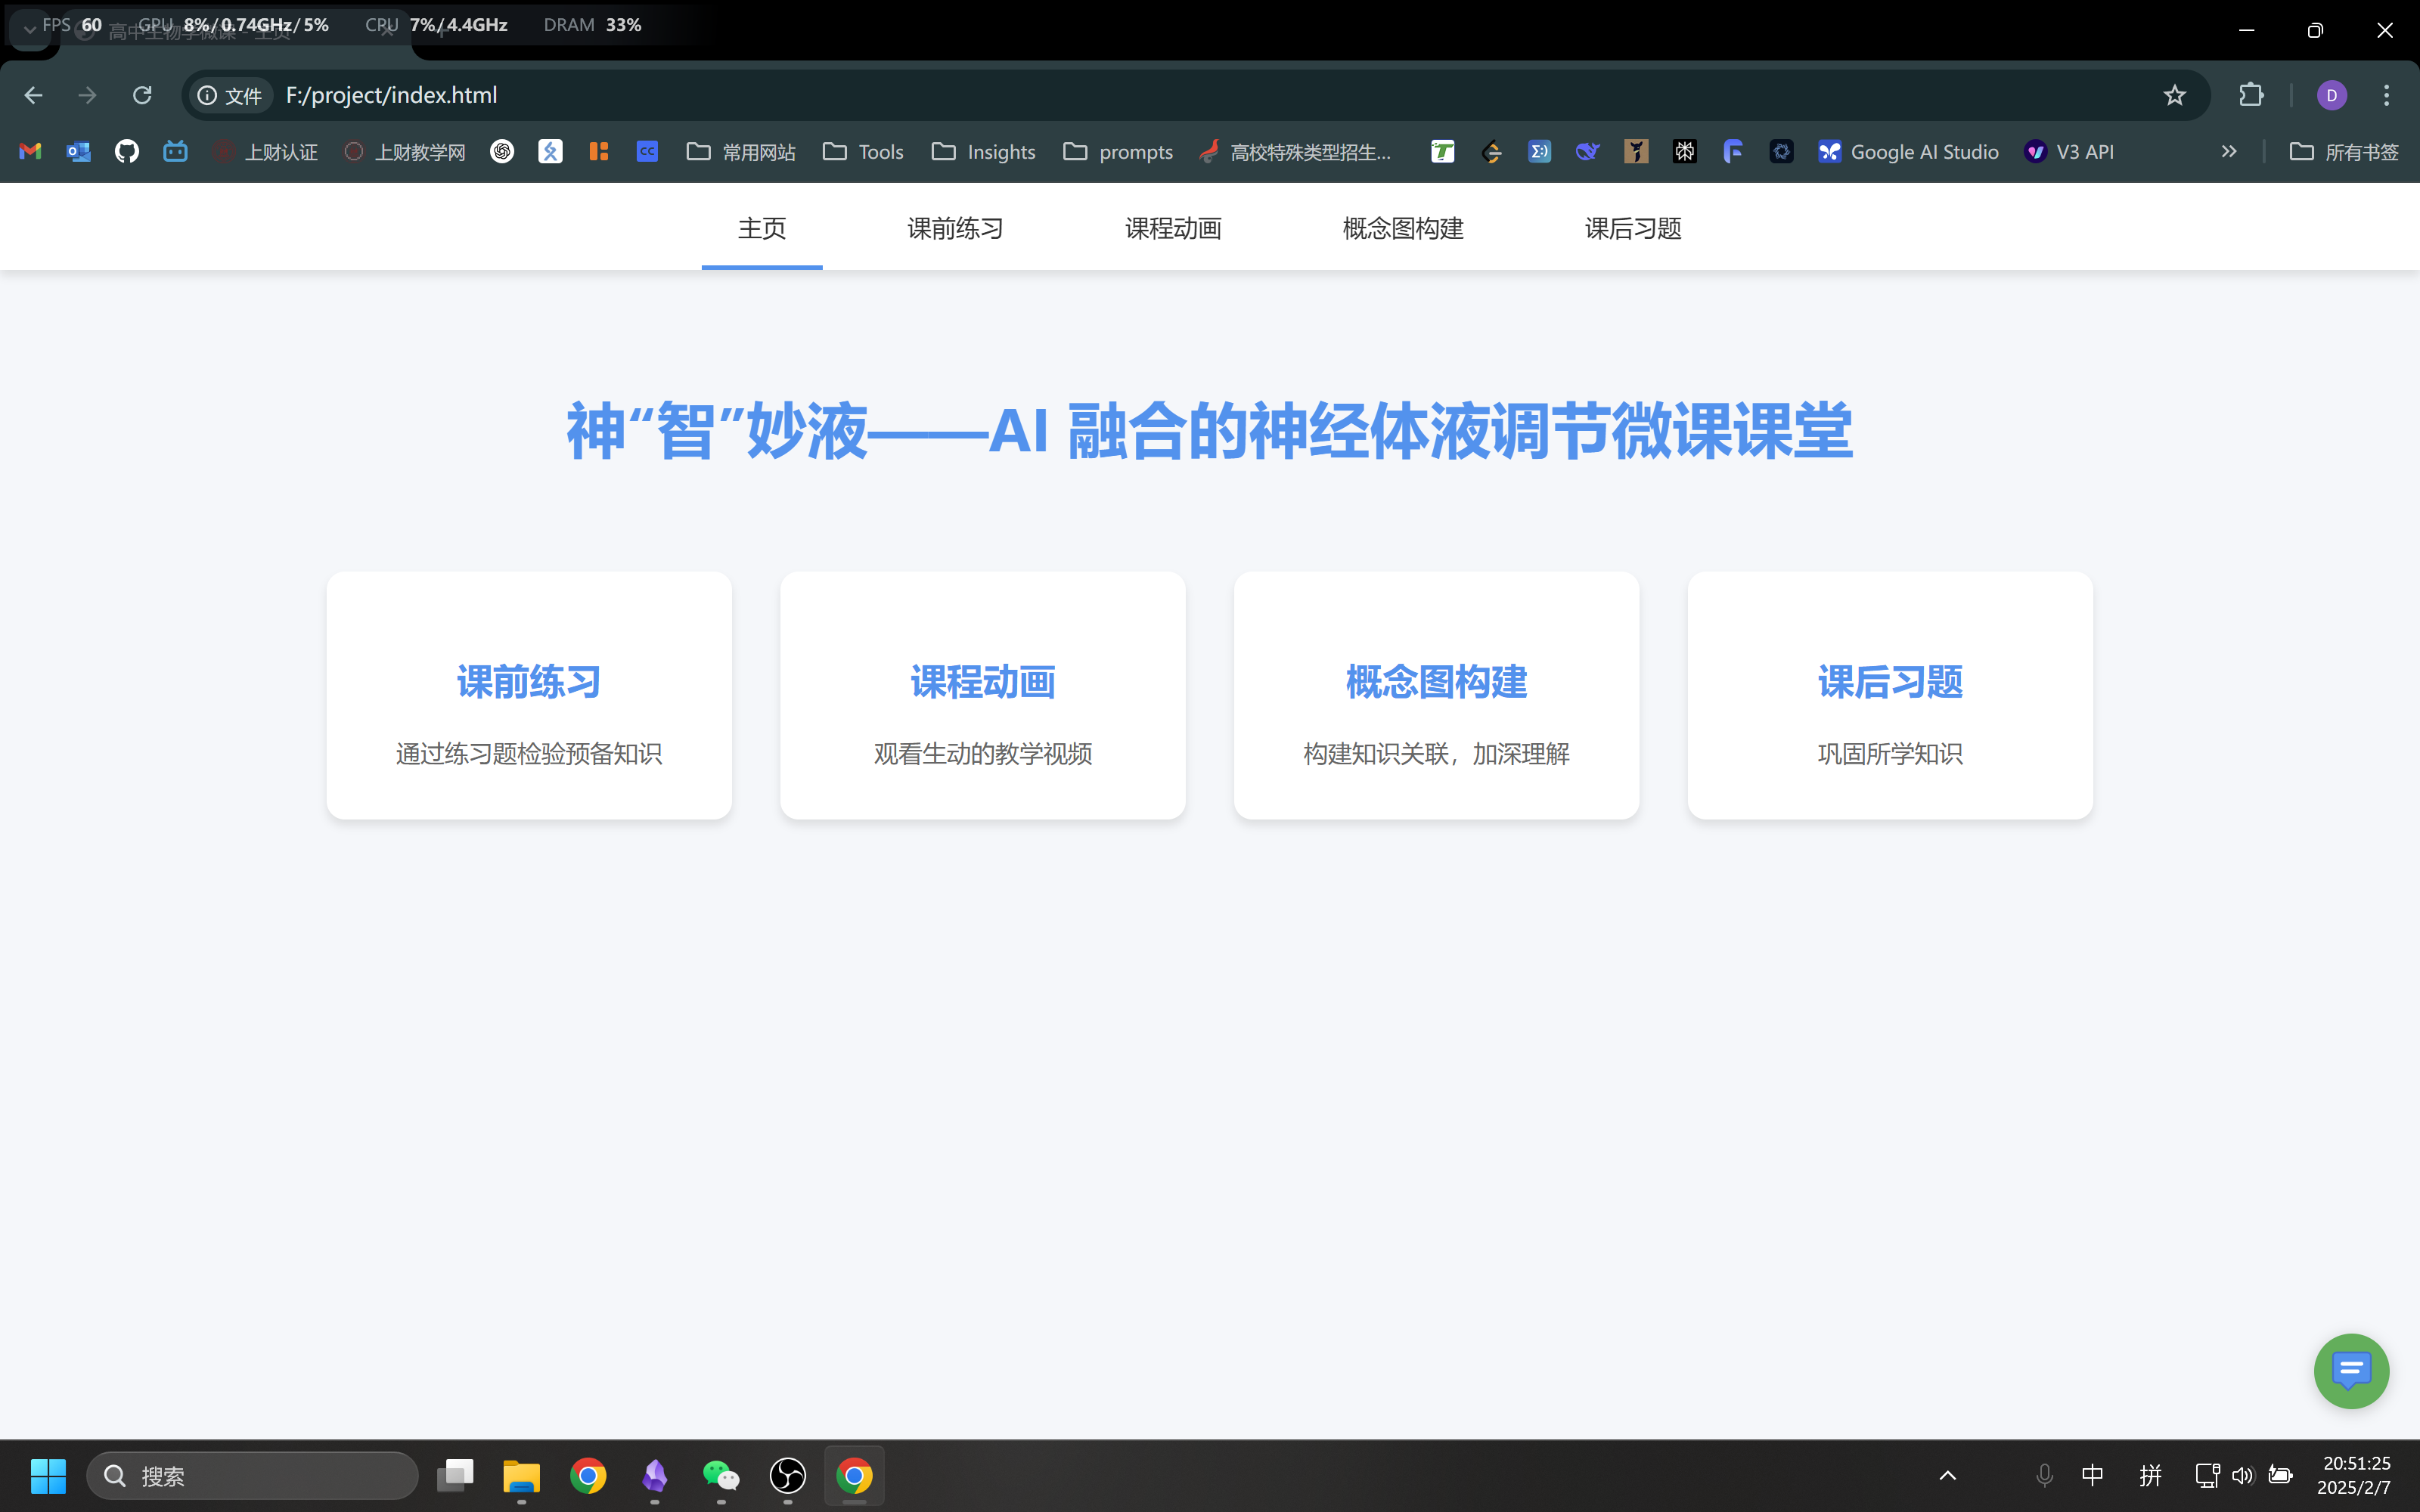 FPS 60 GPU 8%/0.74GHz/5% CPU 7%/4.4GHz DRAM 33%
高中生物学微课 - 主页
文件 F:/project/index.html D
上财认证 上财教学网 CC 常用网站 Tools Insights prompts 高校特殊类型招生... Google AI Studio V3 API 所有书签
主页 课前练习 课程动画 概念图构建 课后习题
神“智”妙液——AI 融合的神经体液调节微课课堂
课前练习 课程动画 概念图构建 课后习题
通过练习题检验预备知识 观看生动的教学视频 构建知识关联，加深理解 巩固所学知识
搜索 中 拼 20:51:25
2025/2/7